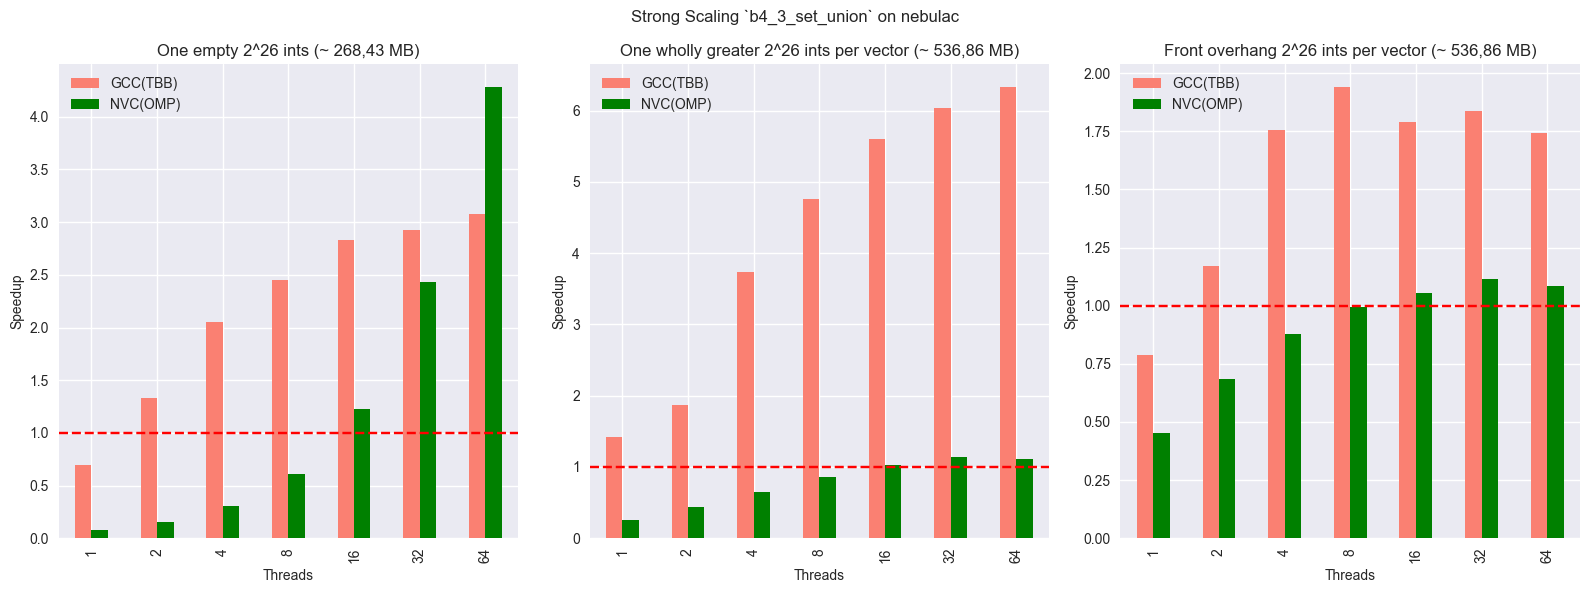 Strong Scaling `b4_3_set_union` on nebulac
One empty 2^26 ints (~ 268,43 MB)
GCC(TBB)
NVC(OMP)
Speedup
4.0
3.5
3.0
2.5
2.0
1.5
1.0
0.5
0.0
1
2
4
8
16
32
64
Threads
One wholly greater 2^26 ints per vector (~ 536,86 MB)
GCC(TBB)
NVC(OMP)
Speedup
6
5
4
3
2
1
0
1
2
4
8
16
32
64
Threads
Front overhang 2^26 ints per vector (~ 536,86 MB)
GCC(TBB)
NVC(OMP)
Speedup
2.00
1.75
1.50
1.25
1.00
0.75
0.50
0.25
0.00
1
2
4
8
16
32
64
Threads